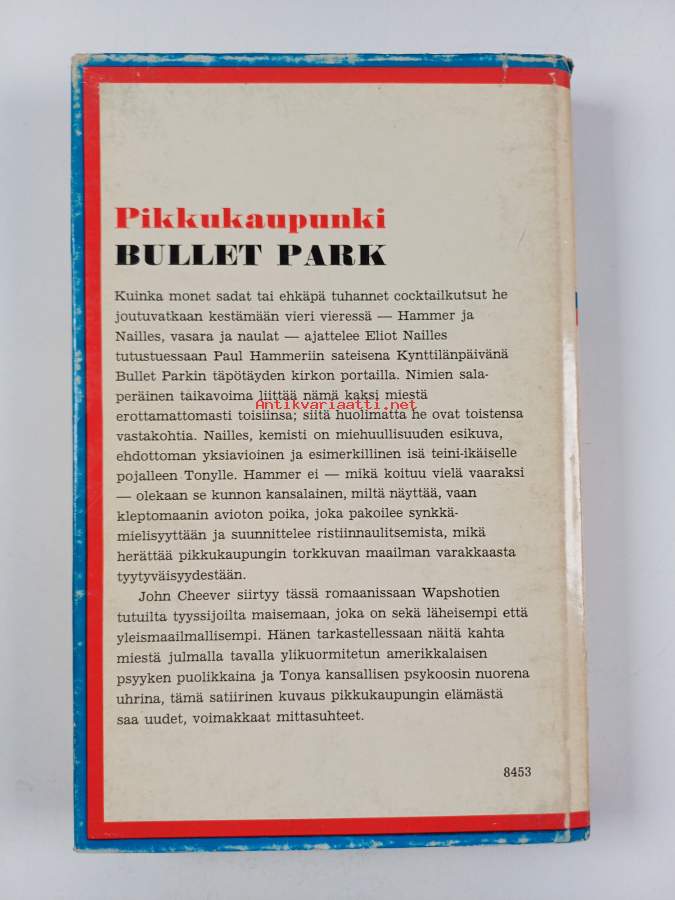 Pikkukaupunki
BULLET PARK
Kuinka monet sadat tai ehkäpä tuhannet cocktailkutsut he
joutuvatkaan kestämään vieri vieressä — Hammer ja
Nailles, vasara ja naulat — ajattelee Eliot Nailles
tutustuessaan Paul Hammeriin sateisena Kynttilänpäivänä
Bullet Parkin täpötäyden kirkon portailla. Nimien sala-
peräinen taikavoima liittää nämä kaksi miestä
Antikvariaatti.net
erottamattomasti toisiinsa; siitä huolimatta he ovat toistensa
vastakohtia. Nailles, kemisti on miehuullisuuden esikuva,
ehdottoman yksiavioinen ja esimerkillinen isä teini-ikäiselle
pojalleen Tonylle. Hammer ei — mikä koituu vielä vaaraksi
— olekaan se kunnon kansalainen, miltä näyttää, vaan
kleptomaanin avioton poika, joka pakoilee synkkä-
mielisyyttään ja suunnittelee ristiinnaulitsemista, mikä
herättää pikkukaupungin torkkuvan maailman varakkaasta
tyytyväisyydestään.
John Cheever siirtyy tässä romaanissaan Wapshotien
tutuilta tyyssijoilta maisemaan, joka on sekä läheisempi että
yleismaailmallisempi. Hänen tarkastellessaan näitä kahta
miestä julmalla tavalla ylikuormitetun amerikkalaisen
psyyken puolikkaina ja Tonya kansallisen psykoosin nuorena
uhrina, tämä satiirinen kuvaus pikkukaupungin elämästä
saa uudet, voimakkaat mittasuhteet.
8453